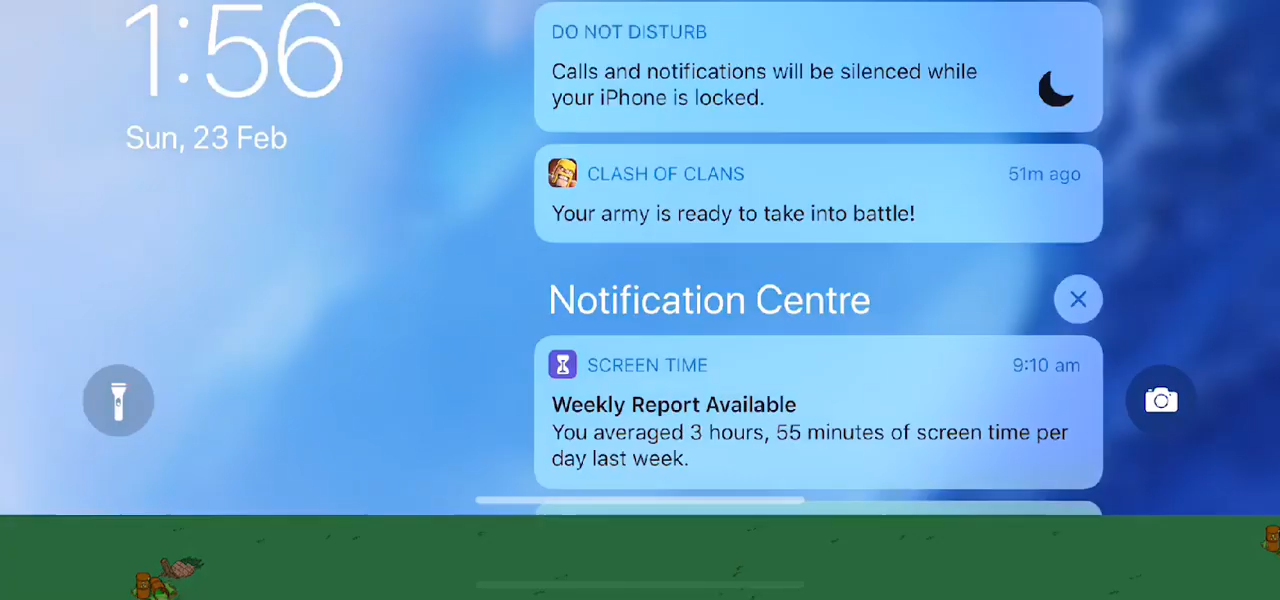 1:56
Sun, 23 Feb
DO NOT DISTURB
Calls and notifications will be silenced while
your iPhone is locked.
CLASH OF CLANS 51m ago
Your army is ready to take into battle!
Notification Centre
SCREEN TIME 9:10 am
Weekly Report Available
You averaged 3 hours, 55 minutes of screen time per
day last week.